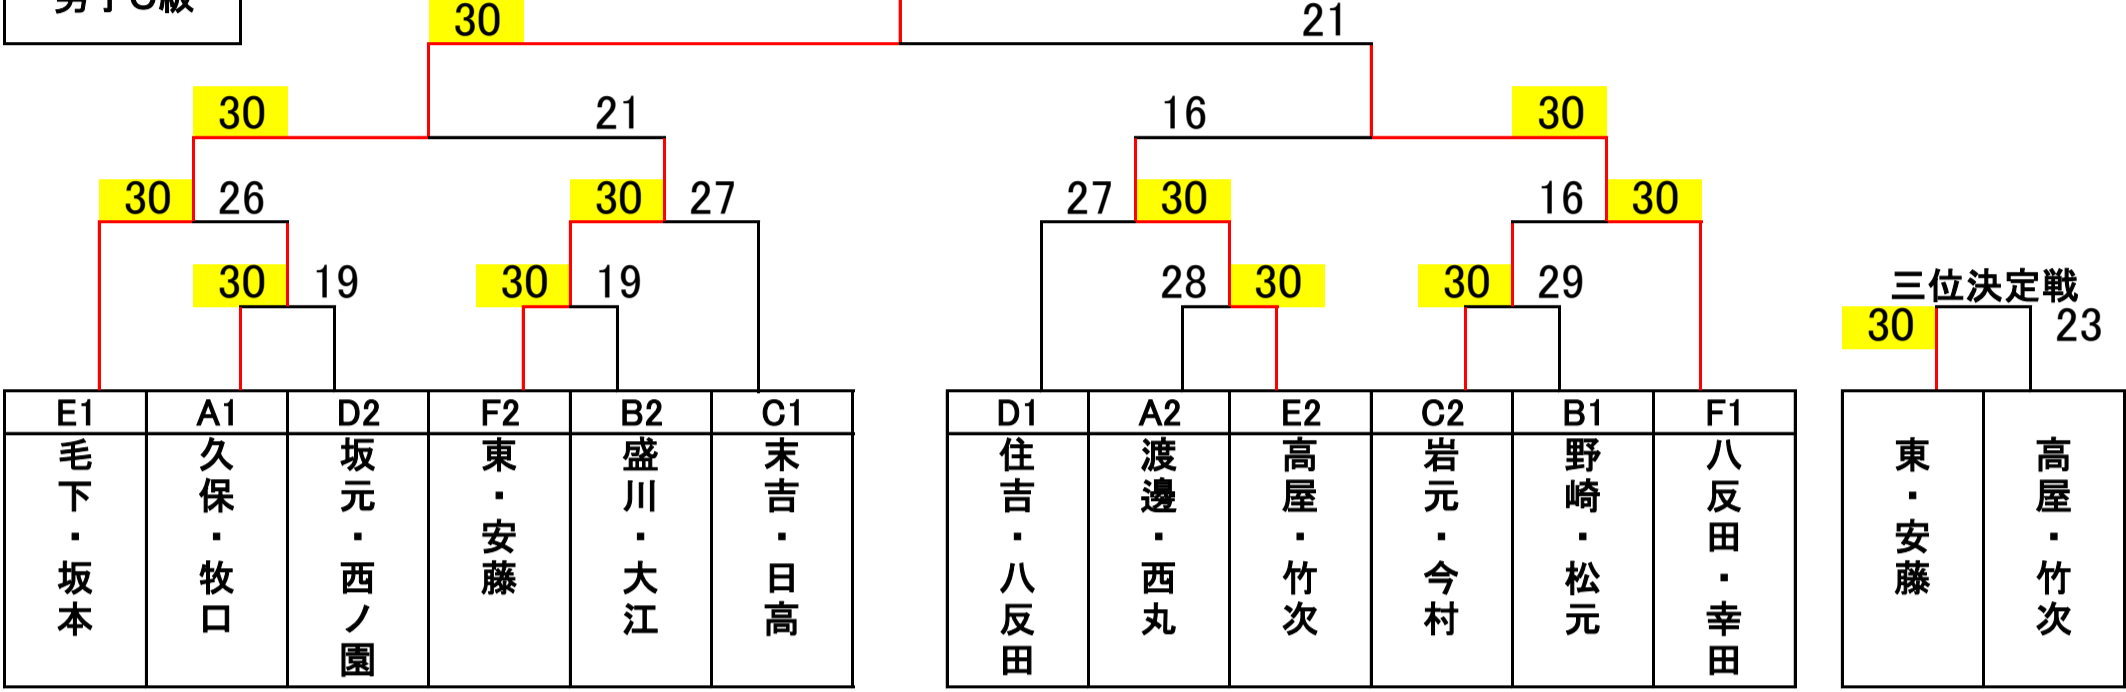 30 21
30 21 16 30
30 26 30 27 27 30 16 30
30 19 30 19 28 30 30 29
三位決定戦
30 23
E1 A1 D2 F2 B2 C1 D1 A2 E2 C2 B1 F1
毛下・坂本
久保・牧口
坂元・西ノ園
東・安藤
盛川・大江
末吉・日高
住吉・八反田
渡邊・西丸
高屋・竹次
岩元・今村
野崎・松元
八反田・幸田
東・安藤
高屋・竹次